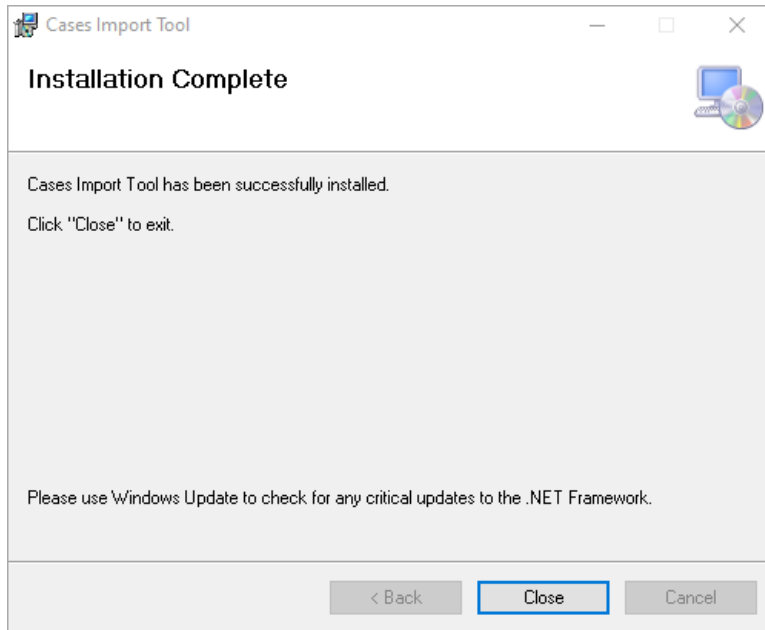 Cases Import Tool
Installation Complete
Cases Import Tool has been successfully installed.
Click "Close" to exit.
Please use Windows Update to check for any critical updates to the .NET Framework.
< Back Close Cancel